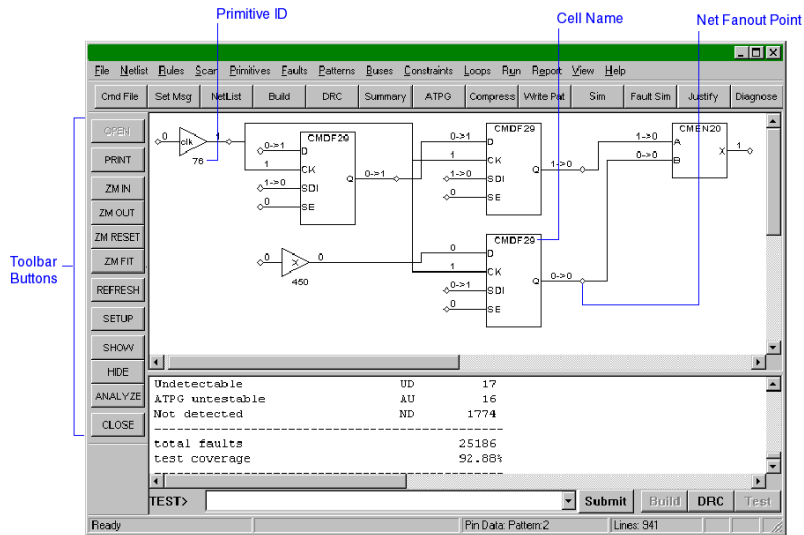 Primitive ID
Cell Name
Net Fanout Point
File Netlist Rules Scan Primitives Faults Patterns Buses Constraints Loops Run Report View Help
Cmd File Set Msg NetList Build DRC Summary ATPG Compress Write Pat Sim Fault Sim Justify Diagnose
Toolbar
Buttons
OPEN
PRINT
ZM IN
ZM OUT
ZM RESET
ZM FIT
REFRESH
SETUP
SHOW
HIDE
ANALYZE
CLOSE
0 clk 1
76
CMDF29
0->1 D
1 CK
1->0 SDI
0 SE
Q 0->1
CMDF29
0->1 D
1 CK
1->0 SDI
0 SE
Q 1->0
CMEN20
1->0 A
0->0 B
X 1
0 X 0
450
CMDF29
0 D
1 CK
0->1 SDI
0 SE
Q 0->0
Undetectable UD 17
ATPG untestable AU 16
Not detected ND 1774
-----------------------------------------------
total faults 25186
test coverage 92.88%
-----------------------------------------------
TEST> Submit Build DRC Test
Ready Pin Data: Pattern:2 Lines: 941